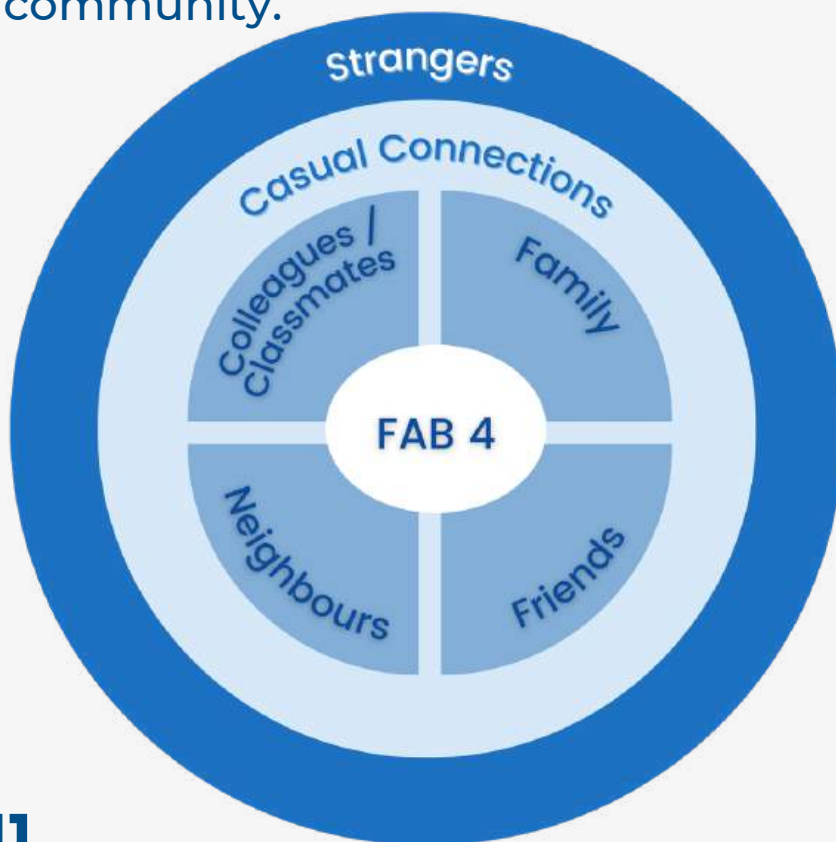 community.
Strangers
Casual Connections
Colleagues /
Classmates
Family
FAB 4
Neighbours
Friends